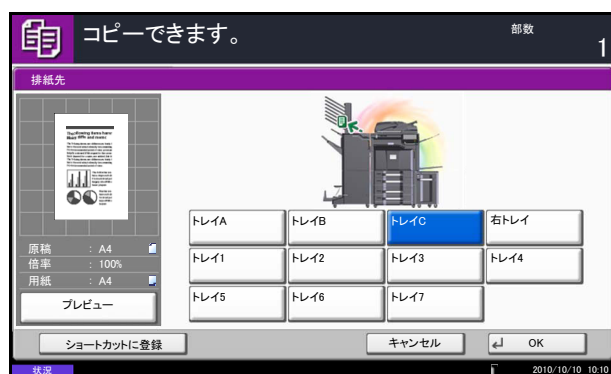 コピーできます。
部数
1
排紙先
原稿 : A4
倍率 : 100%
用紙 : A4
プレビュー
トレイA
トレイB
トレイC
右トレイ
トレイ1
トレイ2
トレイ3
トレイ4
トレイ5
トレイ6
トレイ7
ショートカットに登録
キャンセル
OK
状況
2010/10/10 10:10